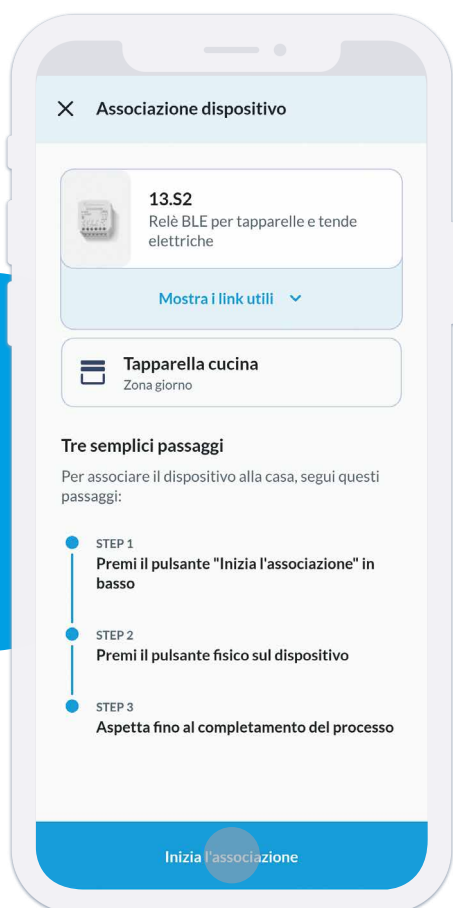 Associazione dispositivo
13.S2
Relè BLE per tapparelle e tende
elettriche
Mostra i link utili
Tapparella cucina
Zona giorno
Tre semplici passaggi
Per associare il dispositivo alla casa, segui questi
passaggi:
STEP 1
Premi il pulsante "Inizia l'associazione" in
basso
STEP 2
Premi il pulsante fisico sul dispositivo
STEP 3
Aspetta fino al completamento del processo
Inizia l'associazione